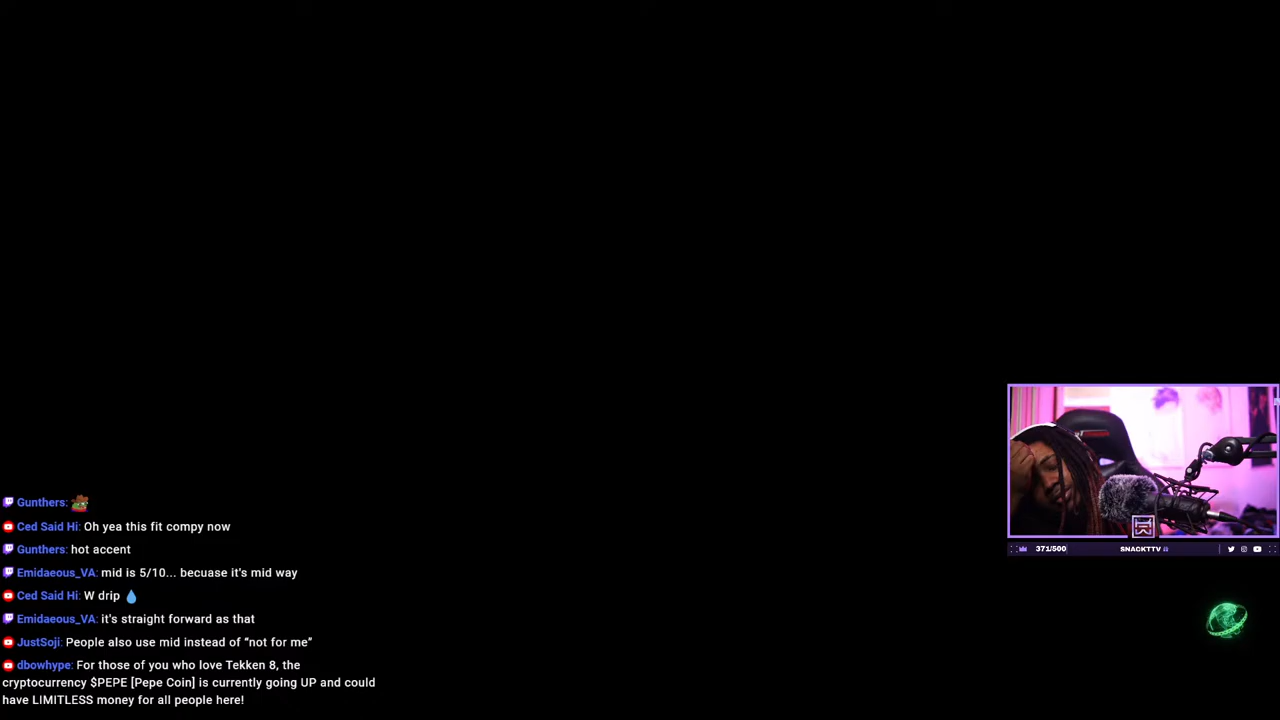 Gunthers:
Ced Said Hi: Oh yea this fit compy now
Gunthers: hot accent
Emidaeous_VA: mid is 5/10... becuase it's mid way
Ced Said Hi: W drip
Emidaeous_VA: it's straight forward as that
JustSoji: People also use mid instead of “not for me”
dbowhype: For those of you who love Tekken 8, the
cryptocurrency $PEPE [Pepe Coin] is currently going UP and could
have LIMITLESS money for all people here!
371/500 SNACKTTV